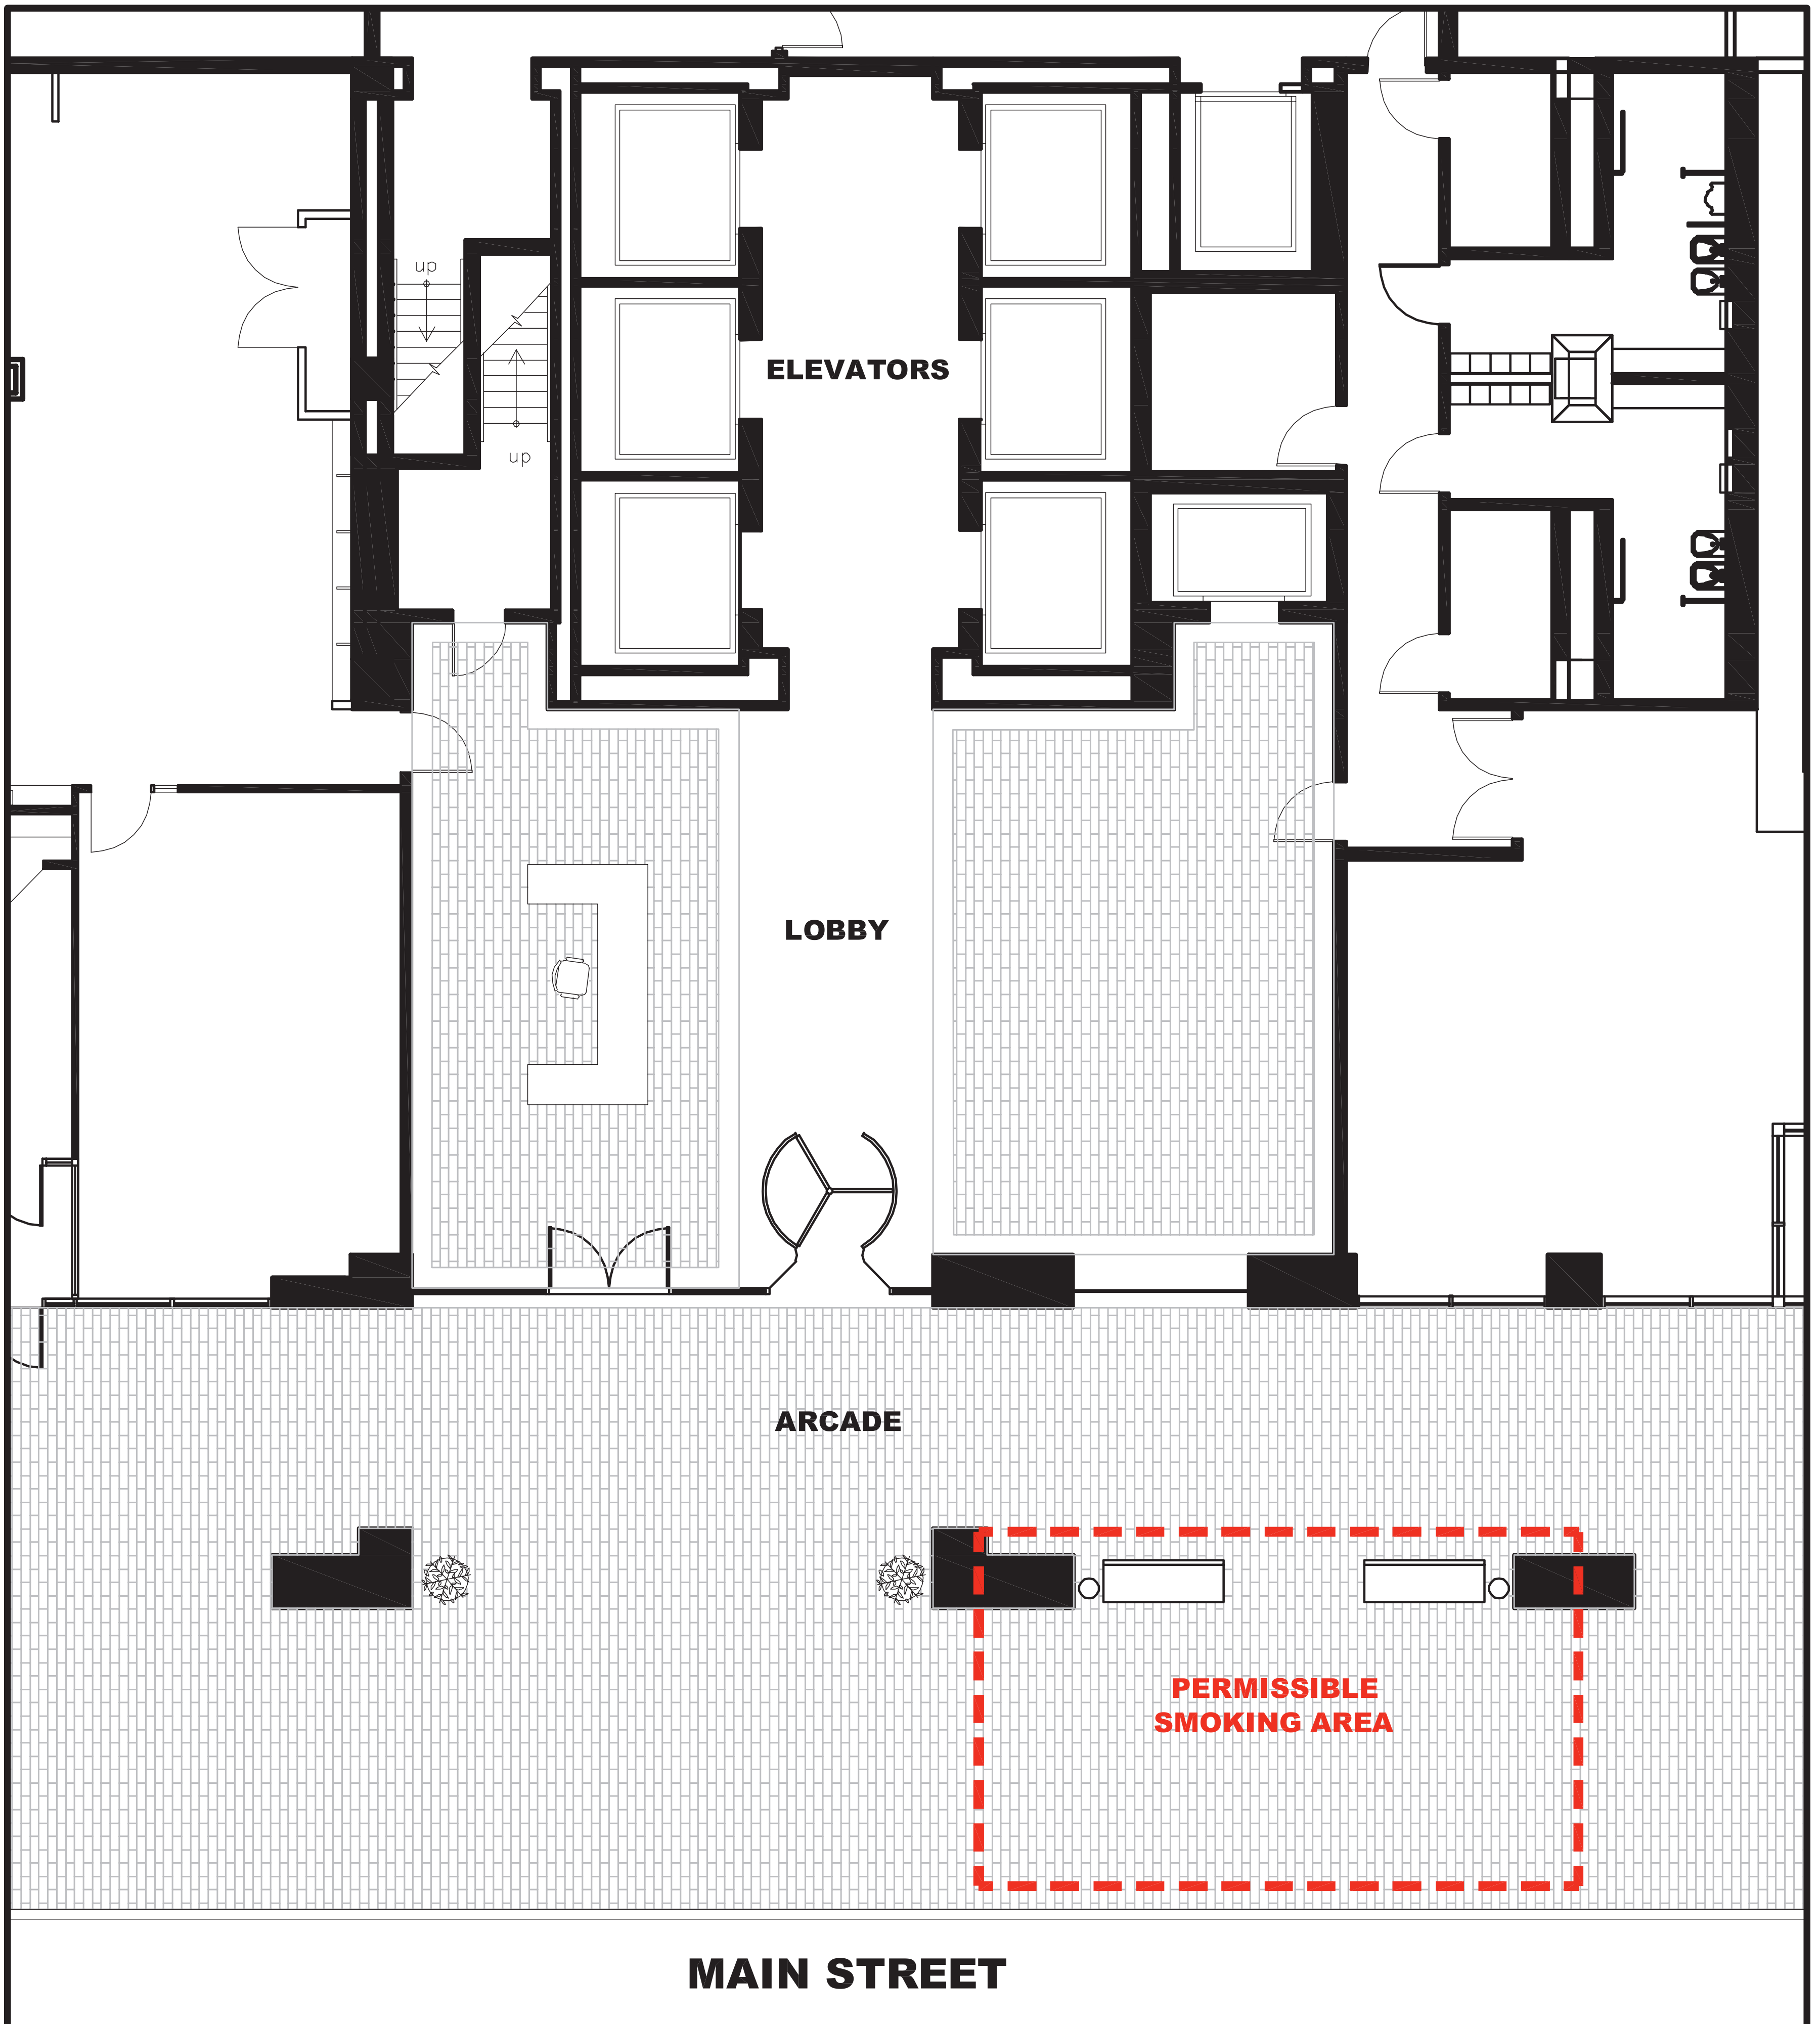 up
up
ELEVATORS
LOBBY
ARCADE
PERMISSIBLE
SMOKING AREA
MAIN STREET